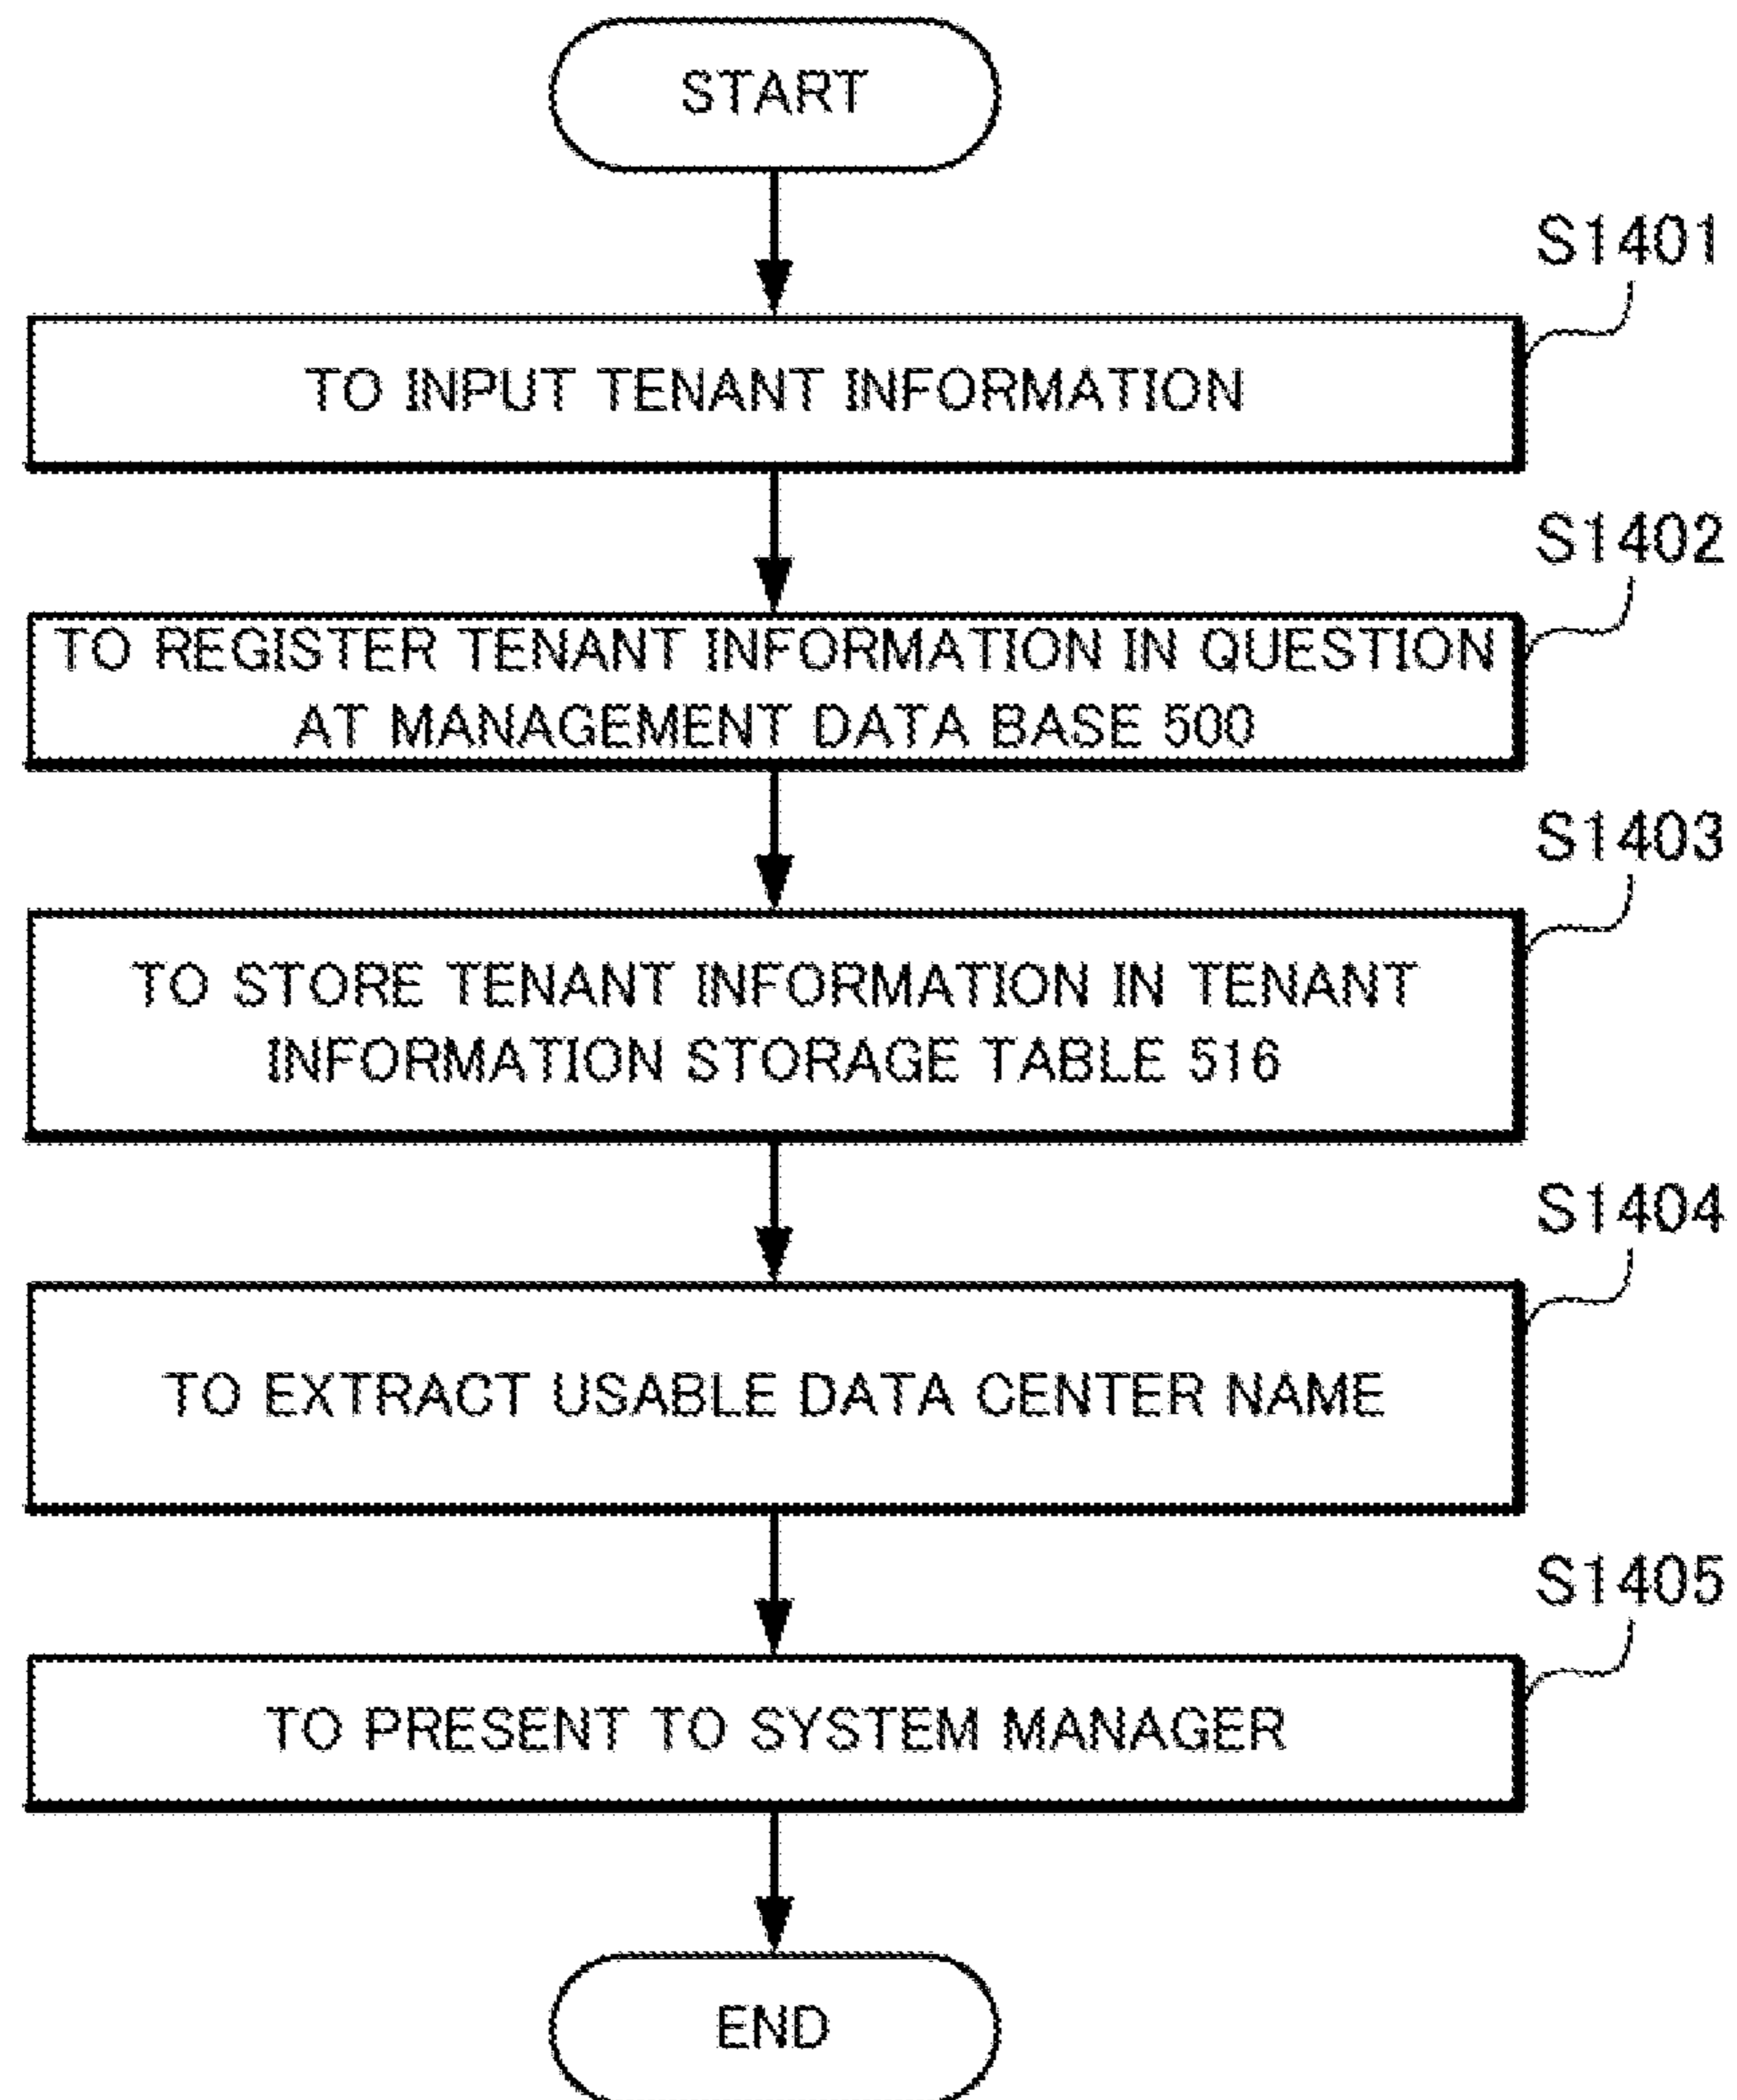 START
S1401
TO INPUT TENANT INFORMATION
S1402
TO REGISTER TENANT INFORMATION IN QUESTION
AT MANAGEMENT DATA BASE 500
S1403
TO STORE TENANT INFORMATION IN TENANT
INFORMATION STORAGE TABLE 516
S1404
TO EXTRACT USABLE DATA CENTER NAME
S1405
TO PRESENT TO SYSTEM MANAGER
END